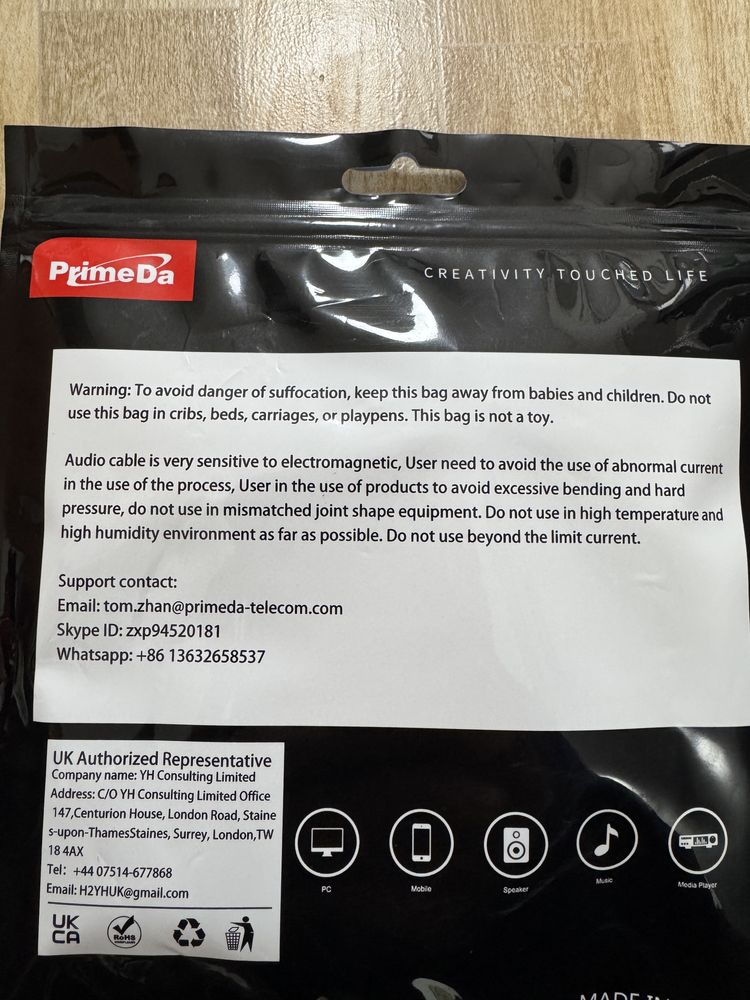 PrimeDa
CREATIVITY TOUCHED LIFE
Warning: To avoid danger of suffocation, keep this bag away from babies and children. Do not
use this bag in cribs, beds, carriages, or playpens. This bag is not a toy.
Audio cable is very sensitive to electromagnetic, User need to avoid the use of abnormal current
in the use of the process, User in the use of products to avoid excessive bending and hard
pressure, do not use in mismatched joint shape equipment. Do not use in high temperature and
high humidity environment as far as possible. Do not use beyond the limit current.
Support contact:
Email: tom.zhan@primeda-telecom.com
Skype ID: zxp94520181
Whatsapp: +86 13632658537
UK Authorized Representative
Company name: YH Consulting Limited
Address: C/O YH Consulting Limited Office
147,Centurion House, London Road, Staine
s-upon-ThamesStaines, Surrey, London,TW
18 4AX
Tel: +44 07514-677868
Email: H2YHUK@gmail.com
UK
CA
RoHS
COMPLIANT
PC
Mobile
Speaker
Music
Media Player
MADE IN